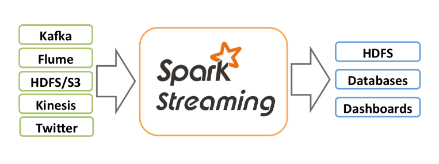 Kafka
Flume
HDFS/S3
Kinesis
Twitter
Spark
Streaming
HDFS
Databases
Dashboards